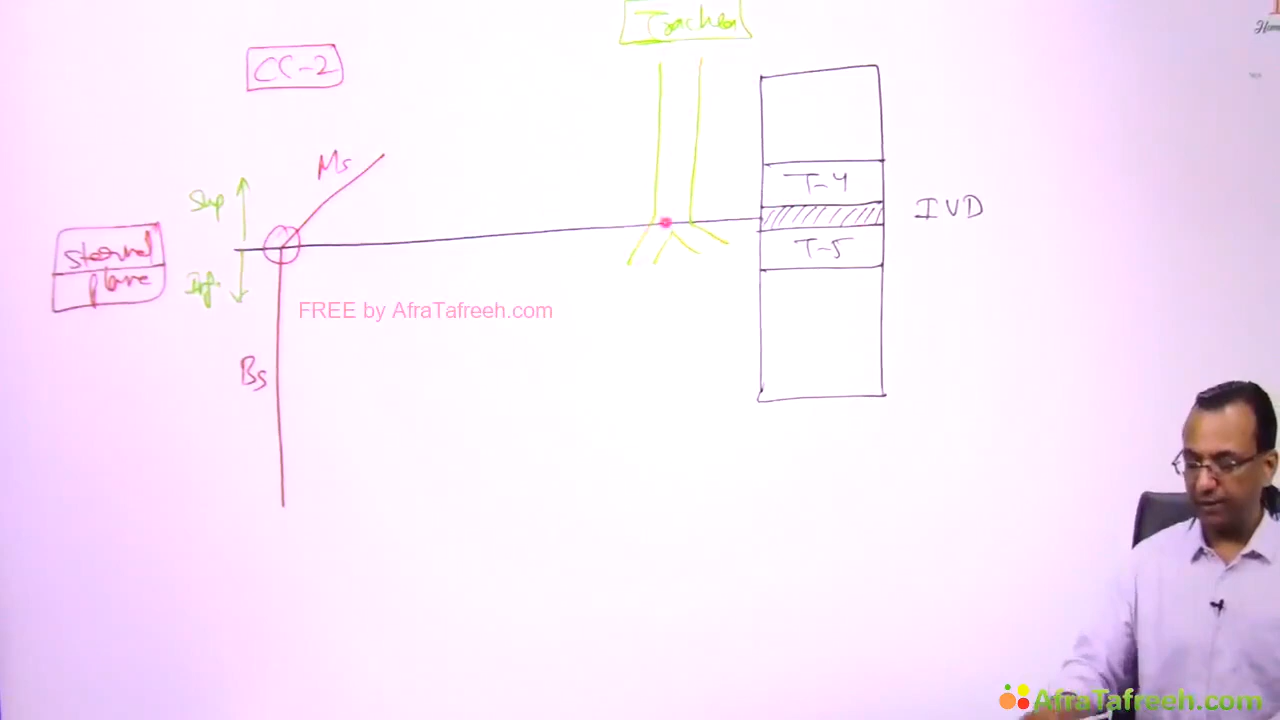 Trachea
CC-2
Ms
T-4
Sup
IVD
Sternal
plane
T-5
Inf.
FREE by AfraTafreeh.com
Bs
AfraTafreeh.com